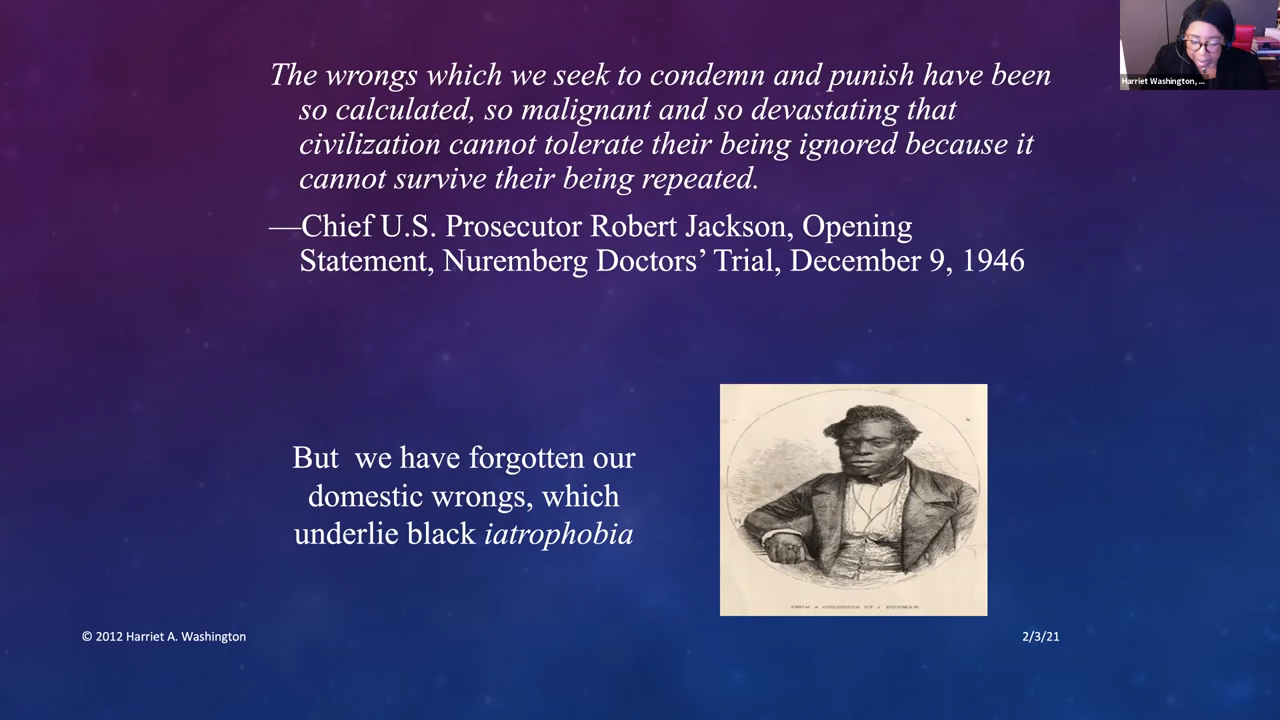 The wrongs which we seek to condemn and punish have been
so calculated, so malignant and so devastating that
civilization cannot tolerate their being ignored because it
cannot survive their being repeated.
—Chief U.S. Prosecutor Robert Jackson, Opening
Statement, Nuremberg Doctors’ Trial, December 9, 1946
But  we have forgotten our
domestic wrongs, which
underlie black iatrophobia
© 2012 Harriet A. Washington
2/3/21
Harriet Washington, ...